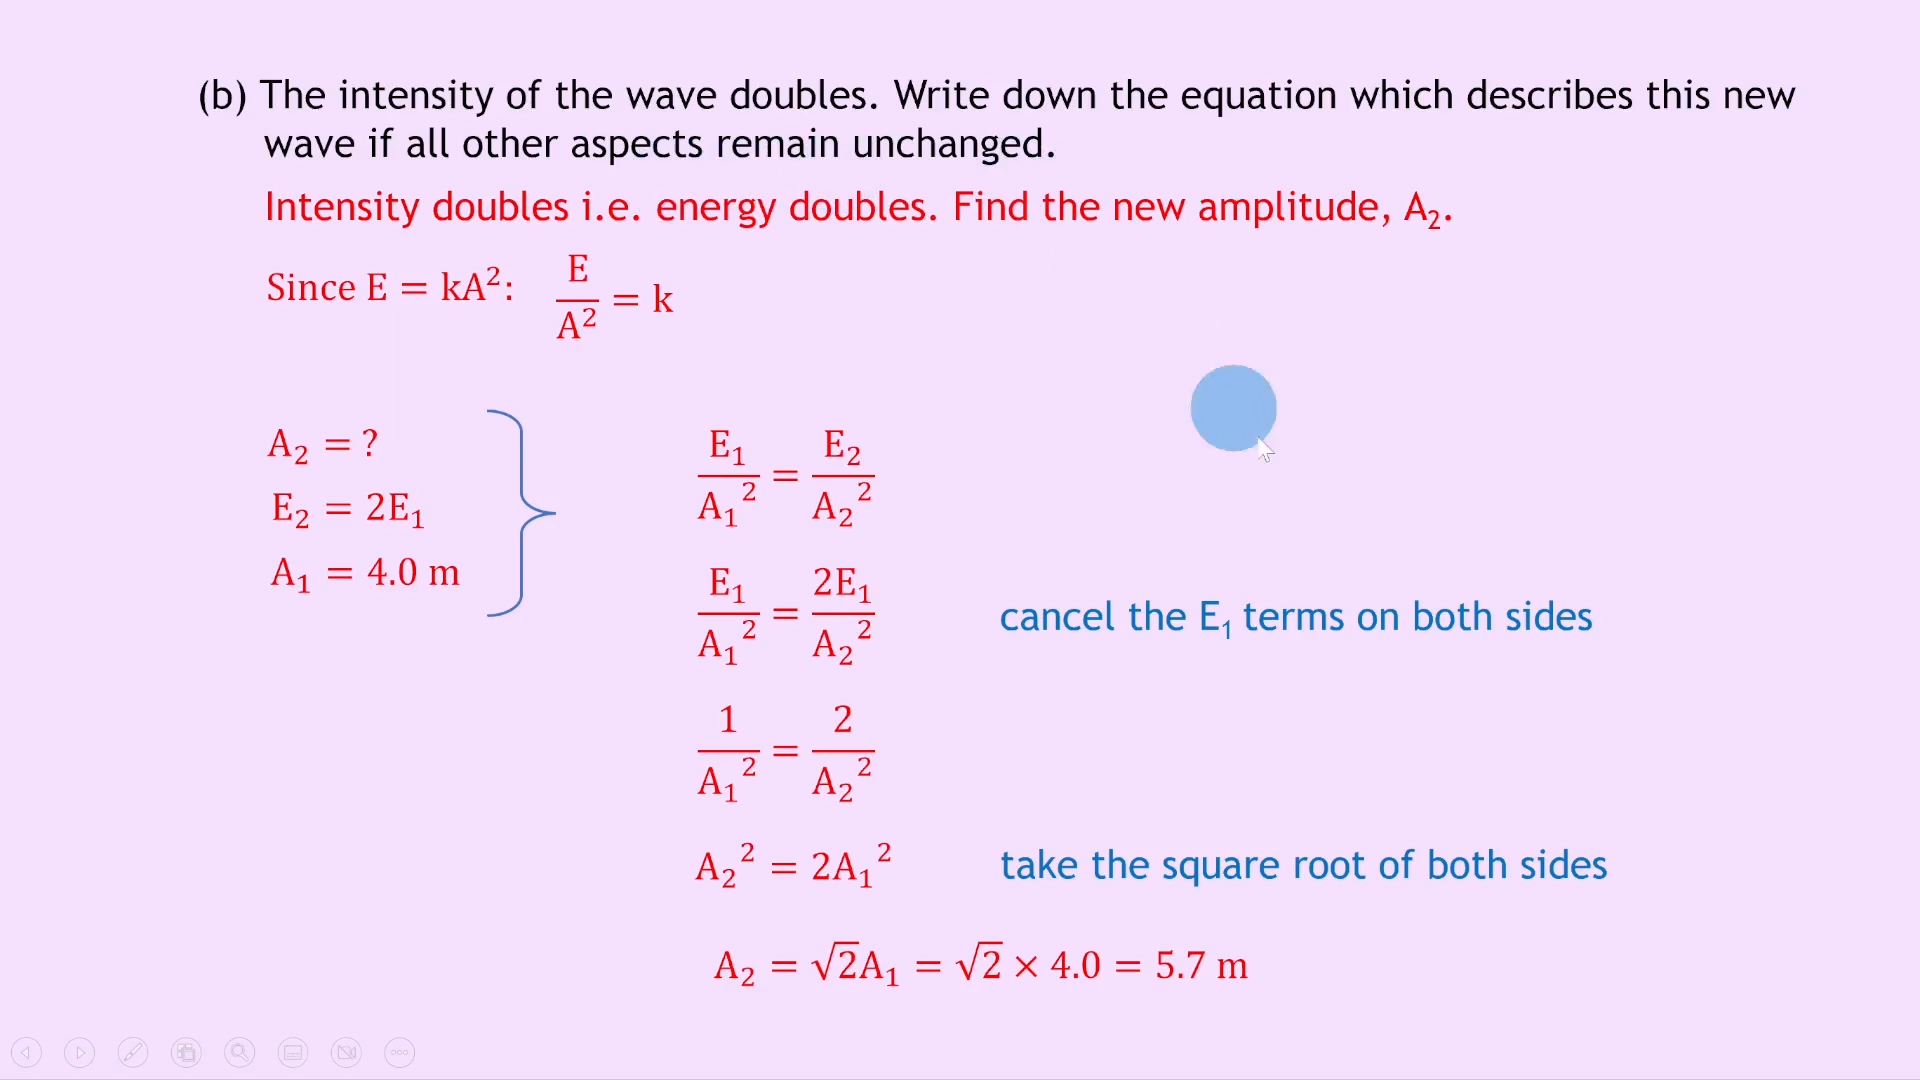 (b) The intensity of the wave doubles. Write down the equation which describes this new
wave if all other aspects remain unchanged.
Intensity doubles i.e. energy doubles. Find the new amplitude, A₂.
Since E = kA²: E/A² = k
A₂ = ?
E₂ = 2E₁
A₁ = 4.0 m
E₁/A₁² = E₂/A₂²
E₁/A₁² = 2E₁/A₂² cancel the E₁ terms on both sides
1/A₁² = 2/A₂²
A₂² = 2A₁² take the square root of both sides
A₂ = √2A₁ = √2 × 4.0 = 5.7 m